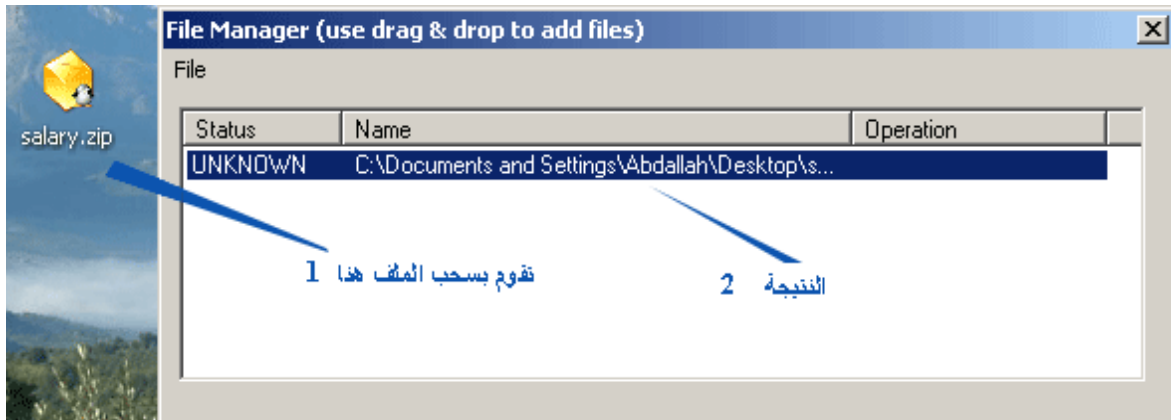 File Manager (use drag & drop to add files)
File
salary.zip
Status Name Operation
UNKNOWN C:\Documents and Settings\Abdallah\Desktop\s...
1 نقوم بسحب الملف هنا
2 النتيجة